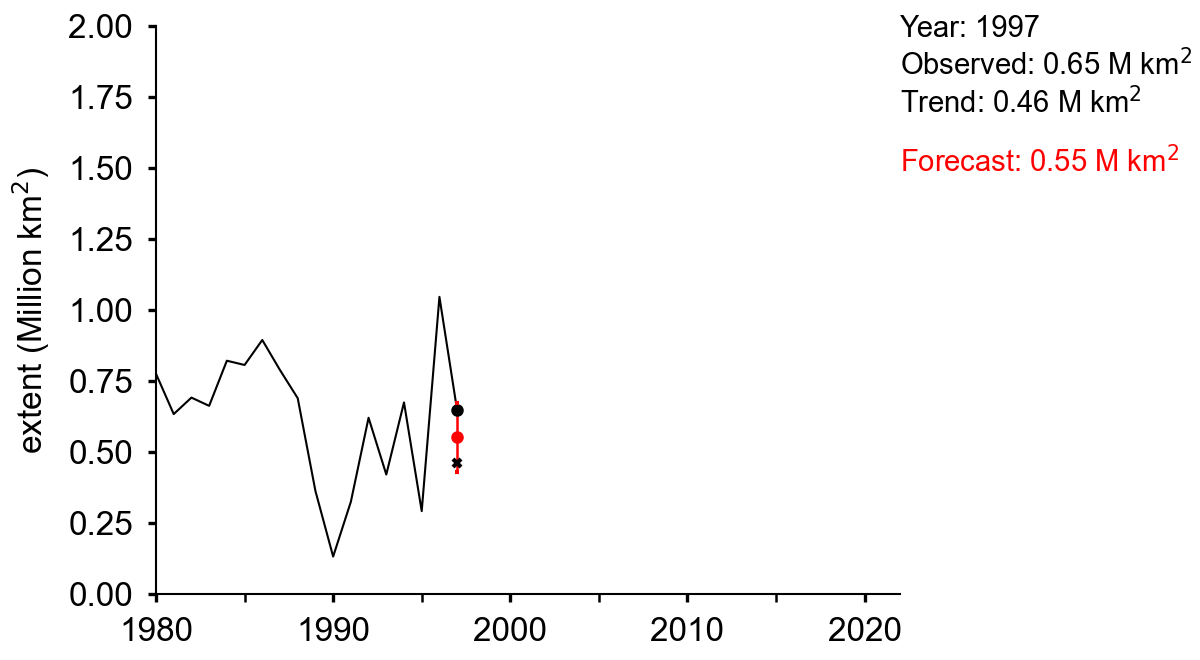 2.00
1.75
1.50
1.25
1.00
0.75
0.50
0.25
0.00
extent (Million km²)
1980 1990 2000 2010 2020
Year: 1997
Observed: 0.65 M km²
Trend: 0.46 M km²
Forecast: 0.55 M km²